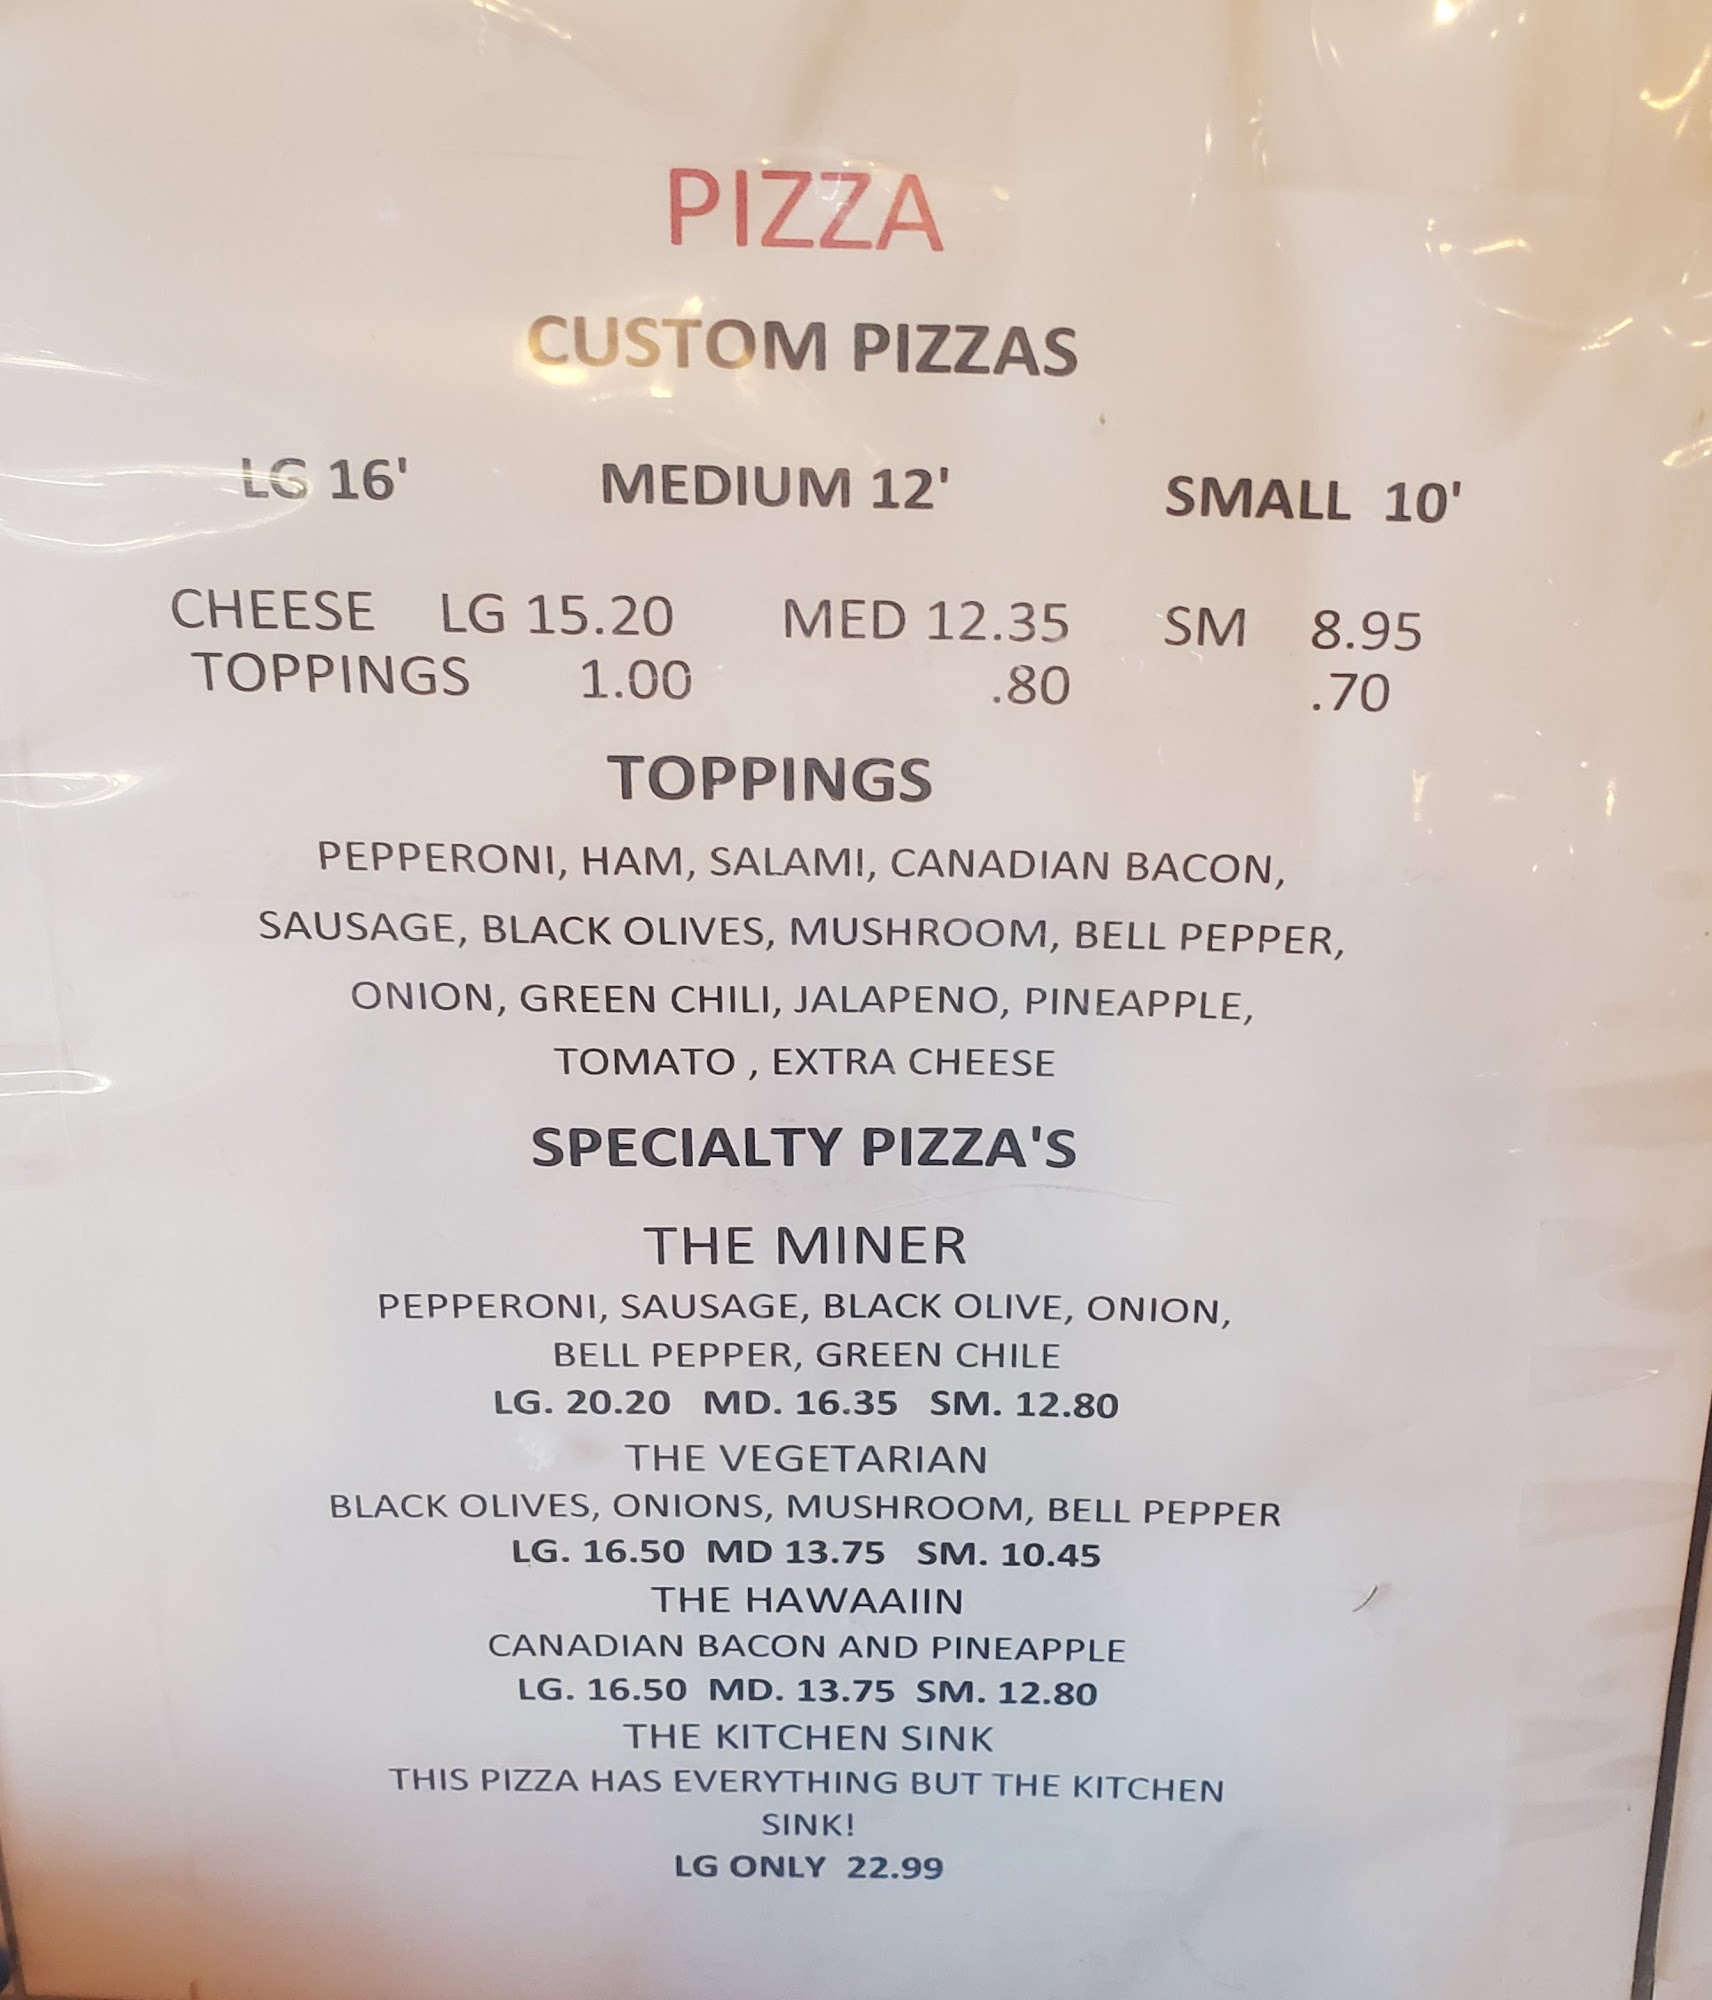 PIZZA
CUSTOM PIZZAS
LG 16' MEDIUM 12' SMALL 10'
CHEESE LG 15.20 MED 12.35 SM 8.95
TOPPINGS 1.00 .80 .70
TOPPINGS
PEPPERONI, HAM, SALAMI, CANADIAN BACON,
SAUSAGE, BLACK OLIVES, MUSHROOM, BELL PEPPER,
ONION, GREEN CHILI, JALAPENO, PINEAPPLE,
TOMATO , EXTRA CHEESE
SPECIALTY PIZZA'S
THE MINER
PEPPERONI, SAUSAGE, BLACK OLIVE, ONION,
BELL PEPPER, GREEN CHILE
LG. 20.20 MD. 16.35 SM. 12.80
THE VEGETARIAN
BLACK OLIVES, ONIONS, MUSHROOM, BELL PEPPER
LG. 16.50 MD 13.75 SM. 10.45
THE HAWAAIIN
CANADIAN BACON AND PINEAPPLE
LG. 16.50 MD. 13.75 SM. 12.80
THE KITCHEN SINK
THIS PIZZA HAS EVERYTHING BUT THE KITCHEN
SINK!
LG ONLY 22.99